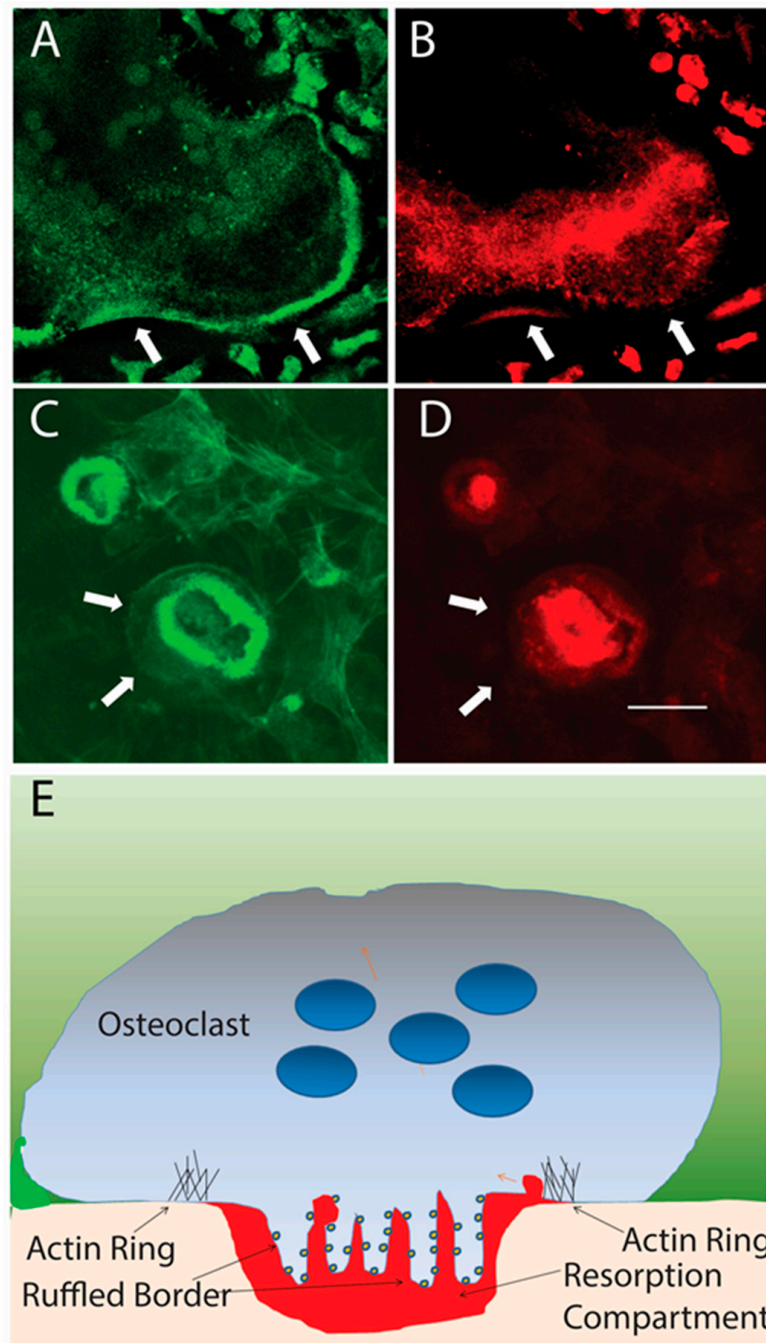 A
B
C
D
E
Osteoclast
Actin Ring
Ruffled Border
Actin Ring
Resorption
Compartment